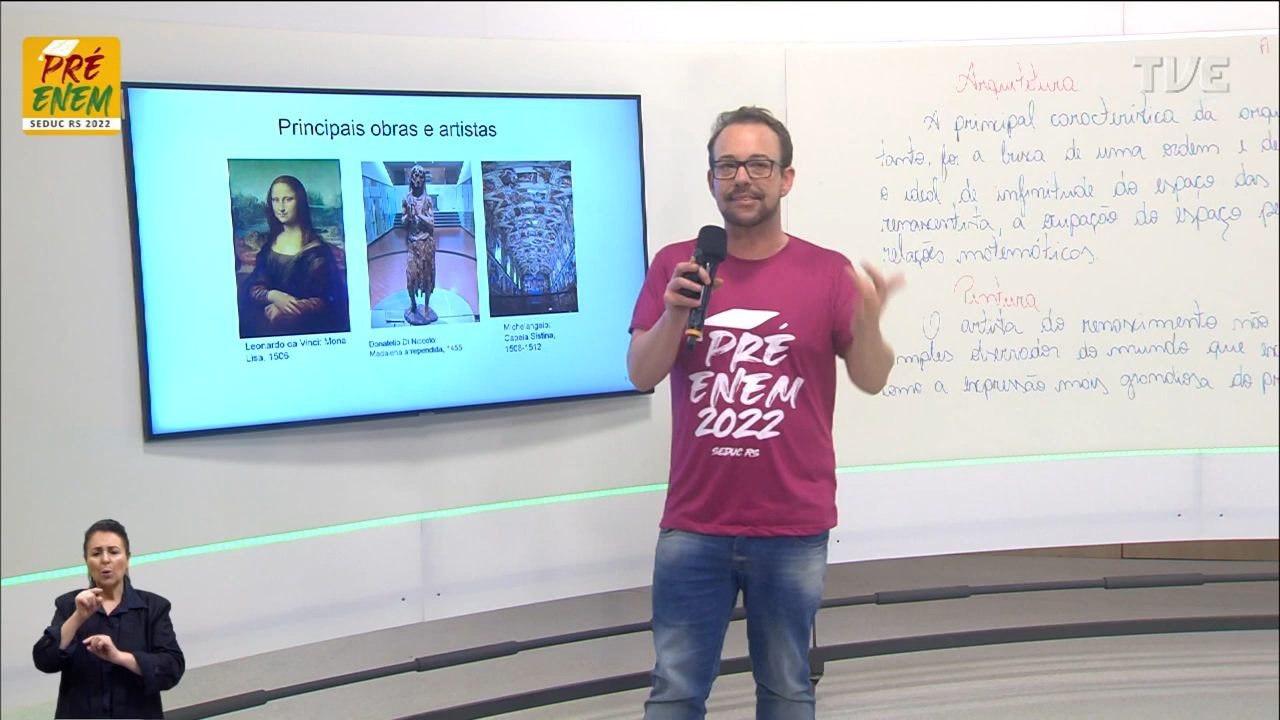 PRÉ
ENEM
SEDUC RS 2022
Principais obras e artistas
Leonardo da Vinci: Mona
Lisa, 1506
Donatello Di Niccolo:
Madalena arrependida, 1455
Michelangelo:
Capela Sistina,
1508-1512
PRÉ
ENEM
2022
SEDUC RS
TVE
A
Arquitetura
A principal característica da arqui
tanto, foi a busca de uma ordem e de
o ideal de infinitude do espaço das
renascentista, a ocupação do espaço
relações matemáticas.
Pintura
O artista do renascimento não
simples observador do mundo que
como a expressão mais grandiosa do